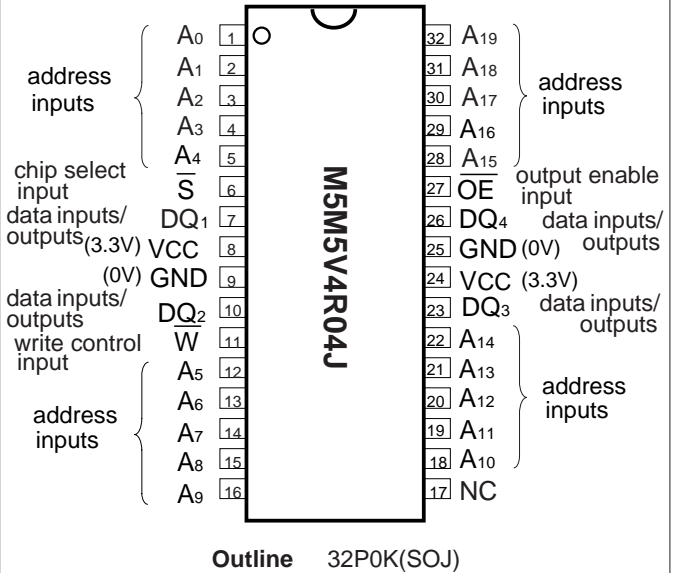 A0 1 32 A19
A1 2 31 A18
address inputs A2 3 30 A17 address inputs
A3 4 29 A16
A4 5 28 A15
chip select input S̅ 6 27 O̅E̅ output enable input
data inputs/ outputs DQ1 7 26 DQ4 data inputs/ outputs
(3.3V) VCC 8 25 GND (0V)
(0V) GND 9 24 VCC (3.3V)
data inputs/ outputs DQ2 10 23 DQ3 data inputs/ outputs
write control input W̅ 11 22 A14
A5 12 21 A13
address inputs A6 13 20 A12 address inputs
A7 14 19 A11
A8 15 18 A10
A9 16 17 NC
M5M5V4R04J
Outline 32P0K(SOJ)